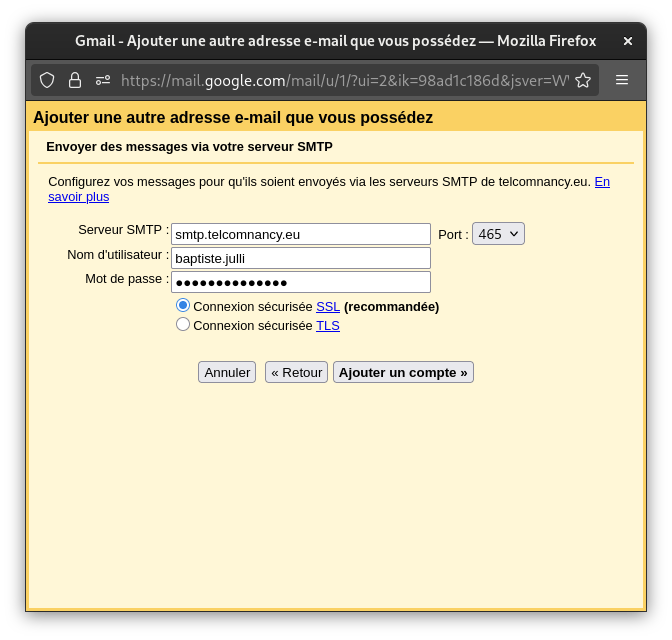 Gmail - Ajouter une autre adresse e-mail que vous possédez — Mozilla Firefox
https://mail.google.com/mail/u/1/?ui=2&ik=98ad1c186d&jsver=W
Ajouter une autre adresse e-mail que vous possédez
Envoyer des messages via votre serveur SMTP
Configurez vos messages pour qu'ils soient envoyés via les serveurs SMTP de telcomnancy.eu. En
savoir plus
Serveur SMTP : smtp.telcomnancy.eu Port : 465
Nom d'utilisateur : baptiste.julli
Mot de passe : ●●●●●●●●●●●●●●
Connexion sécurisée SSL (recommandée)
Connexion sécurisée TLS
Annuler « Retour Ajouter un compte »